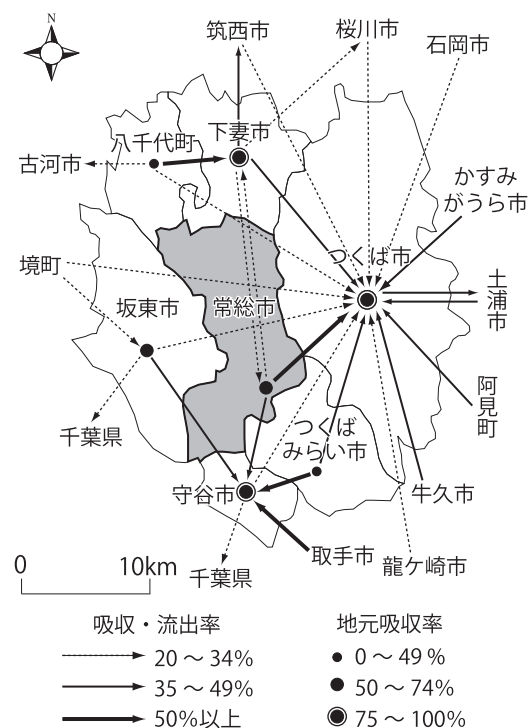 N
筑西市
桜川市
石岡市
八千代町
下妻市
古河市
かすみ
がうら市
つくば市
境町
土浦市
坂東市
常総市
阿見町
千葉県
つくば
みらい市
守谷市
牛久市
取手市
龍ケ崎市
千葉県
0 10km
吸収・流出率
20 〜 34%
35 〜 49%
50%以上
地元吸収率
0 〜 49 %
50 〜 74%
75 〜 100%